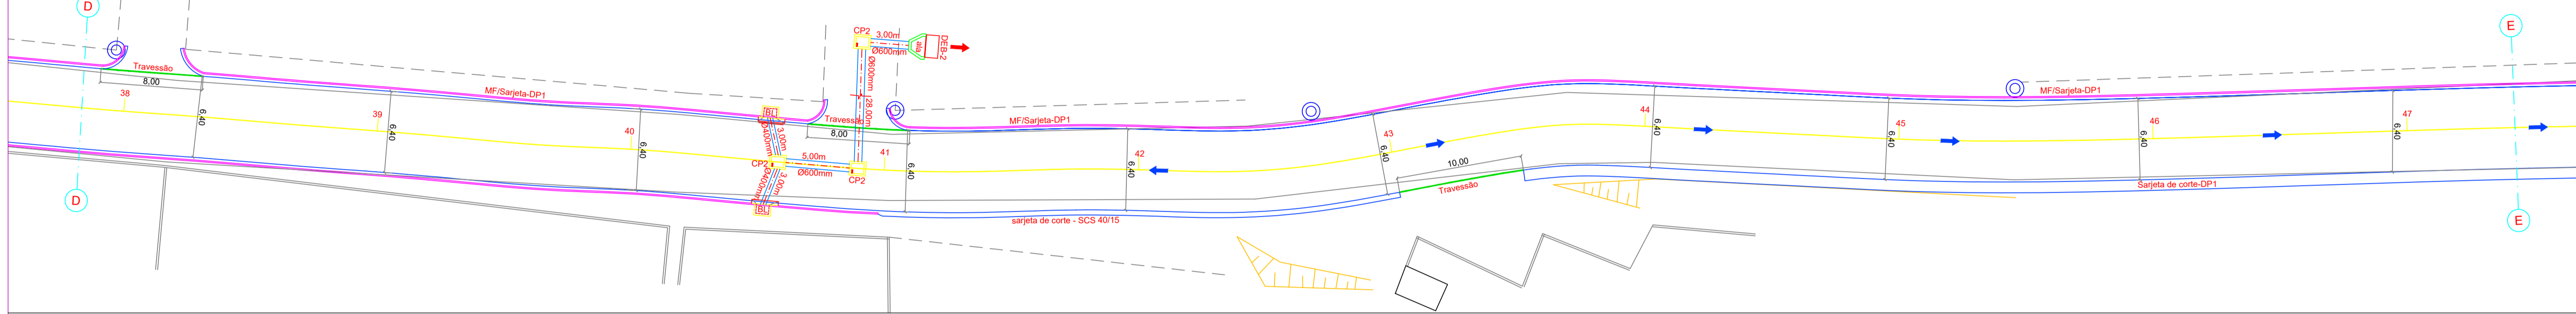 D
D
Travessão
8,00
38
6,40
39
6,40
MF/Sarjeta-DP1
40
6,40
BL
Ø400mm
3,00m
CP2
Ø400mm
3,00m
BL
5,00m
Ø600mm
CP2
Travessão
8,00
CP2
3,00m
Ø600mm
ala
DEB-2
Ø600mm
28,00m
41
6,40
MF/Sarjeta-DP1
42
6,40
sarjeta de corte - SCS 40/15
43
6,40
10,00
Travessão
44
6,40
45
6,40
MF/Sarjeta-DP1
46
6,40
Sarjeta de corte-DP1
47
6,40
E
E